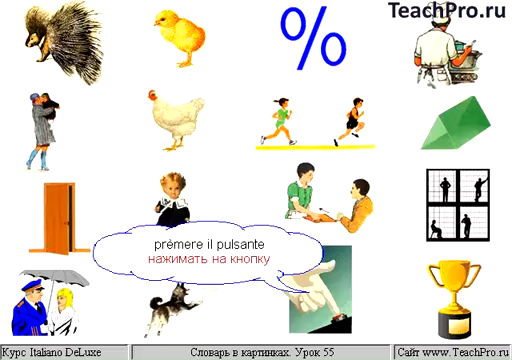 TeachPro.ru
%
prémere il pulsante
нажимать на кнопку
Курс Italiano DeLuxe
Словарь в картинках. Урок 55
Сайт www.TeachPro.ru